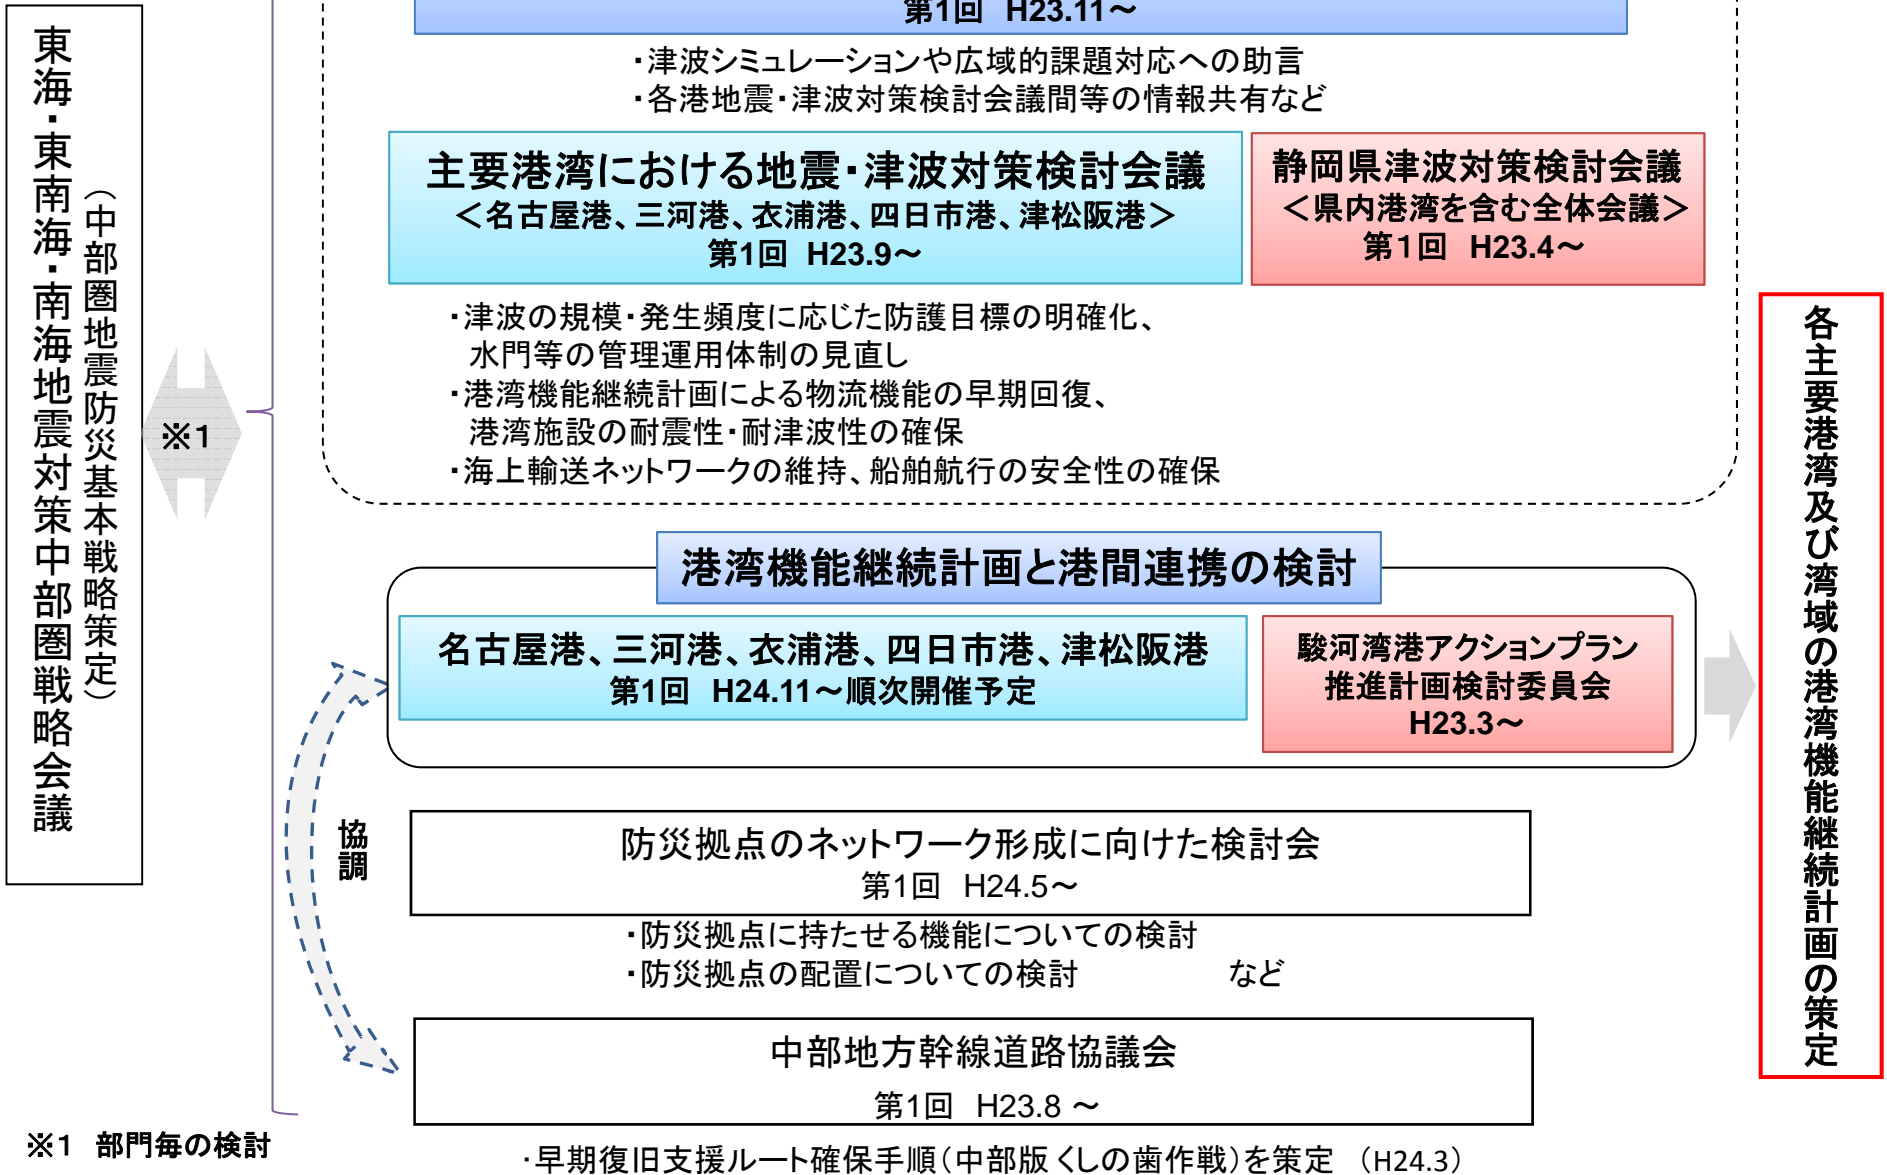 東海・東南海・南海地震対策中部圏戦略会議
（中部圏地震防災基本戦略策定）
※1
第1回 H23.11～
・津波シミュレーションや広域的課題対応への助言
・各港地震・津波対策検討会議間等の情報共有など
主要港湾における地震・津波対策検討会議
＜名古屋港、三河港、衣浦港、四日市港、津松阪港＞
第1回 H23.9～
静岡県津波対策検討会議
＜県内港湾を含む全体会議＞
第1回 H23.4～
・津波の規模・発生頻度に応じた防護目標の明確化、
水門等の管理運用体制の見直し
・港湾機能継続計画による物流機能の早期回復、
港湾施設の耐震性・耐津波性の確保
・海上輸送ネットワークの維持、船舶航行の安全性の確保
港湾機能継続計画と港間連携の検討
名古屋港、三河港、衣浦港、四日市港、津松阪港
第1回 H24.11～順次開催予定
駿河湾港アクションプラン
推進計画検討委員会
H23.3～
協調
防災拠点のネットワーク形成に向けた検討会
第1回 H24.5～
・防災拠点に持たせる機能についての検討
・防災拠点の配置についての検討 など
中部地方幹線道路協議会
第1回 H23.8 ～
・早期復旧支援ルート確保手順（中部版 くしの歯作戦）を策定 （H24.3）
※1 部門毎の検討
各主要港湾及び湾域の港湾機能継続計画の策定